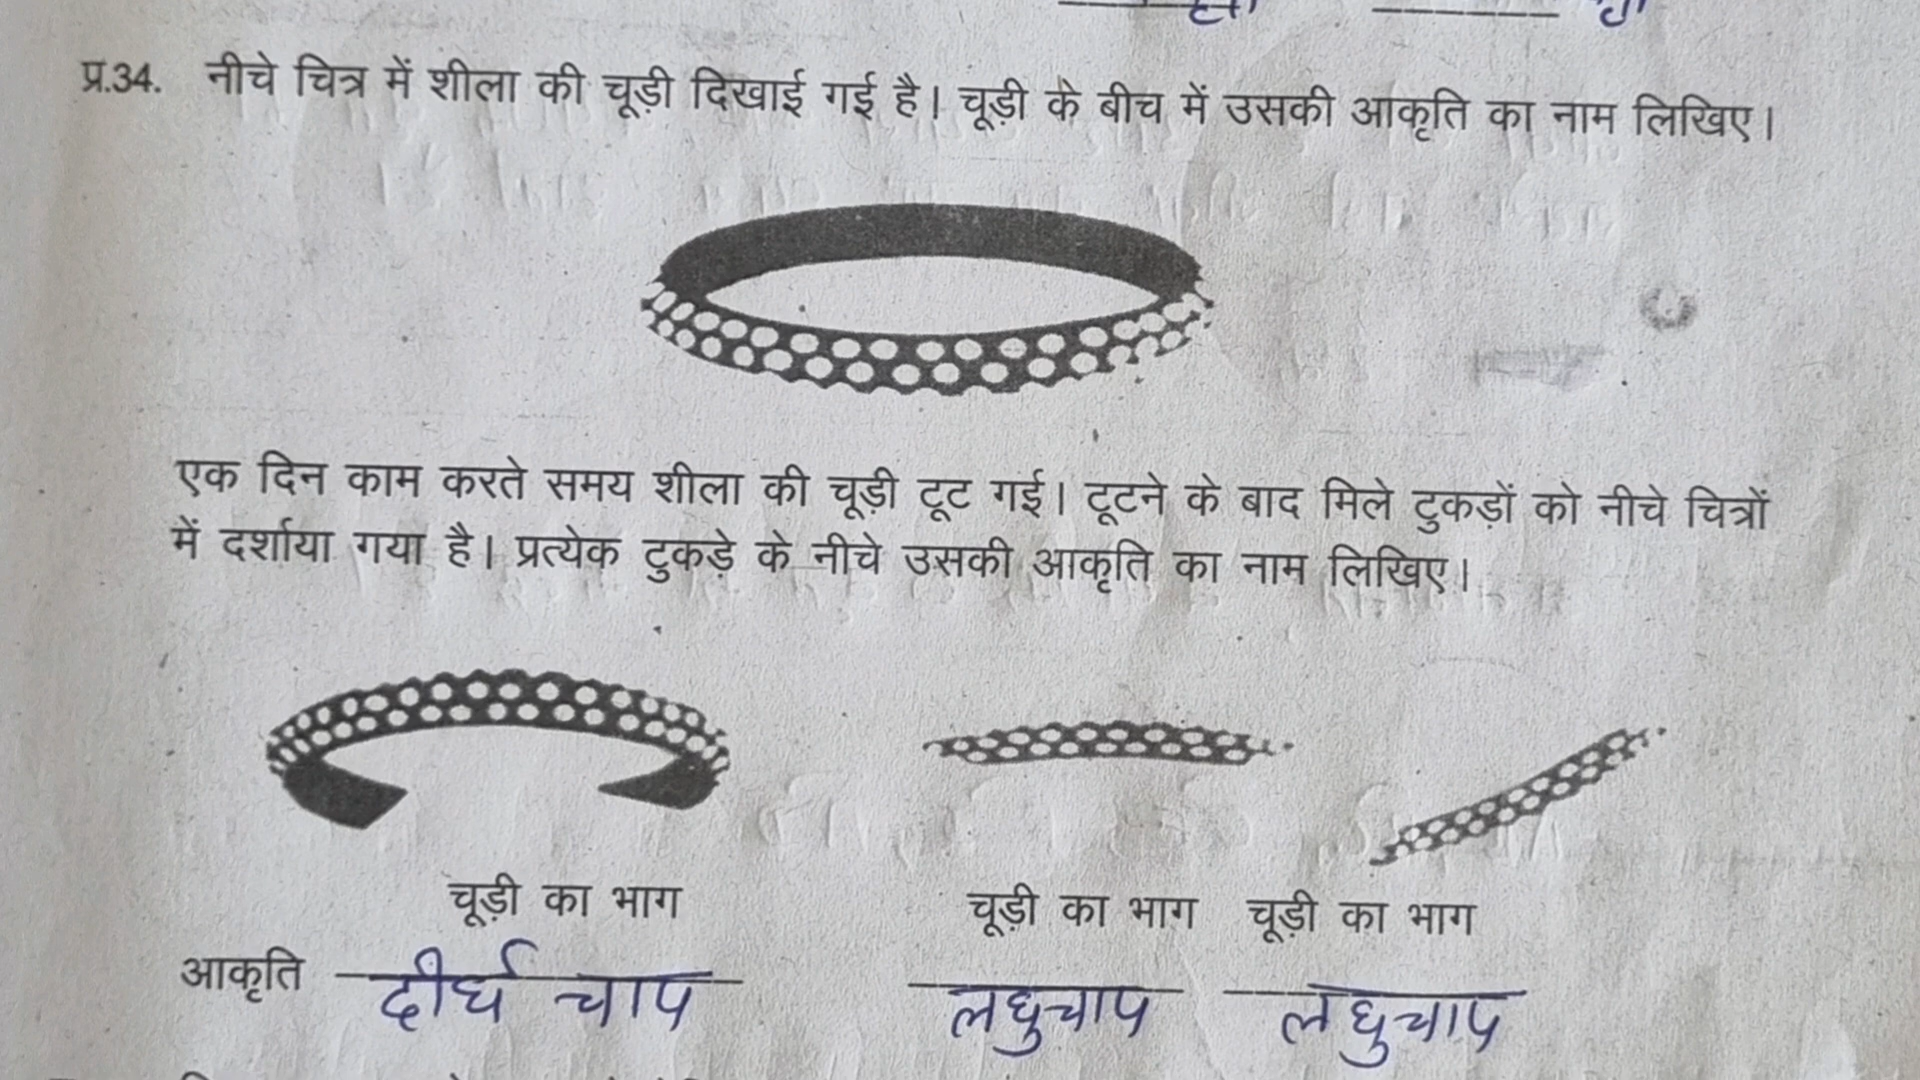 प्र.34. नीचे चित्र में शीला की चूड़ी दिखाई गई है। चूड़ी के बीच में उसकी आकृति का नाम लिखिए।
एक दिन काम करते समय शीला की चूड़ी टूट गई। टूटने के बाद मिले टुकड़ों को नीचे चित्रों
में दर्शाया गया है। प्रत्येक टुकड़े के नीचे उसकी आकृति का नाम लिखिए।
चूड़ी का भाग चूड़ी का भाग चूड़ी का भाग
आकृति दीर्घ चाप लघुचाप लघुचाप